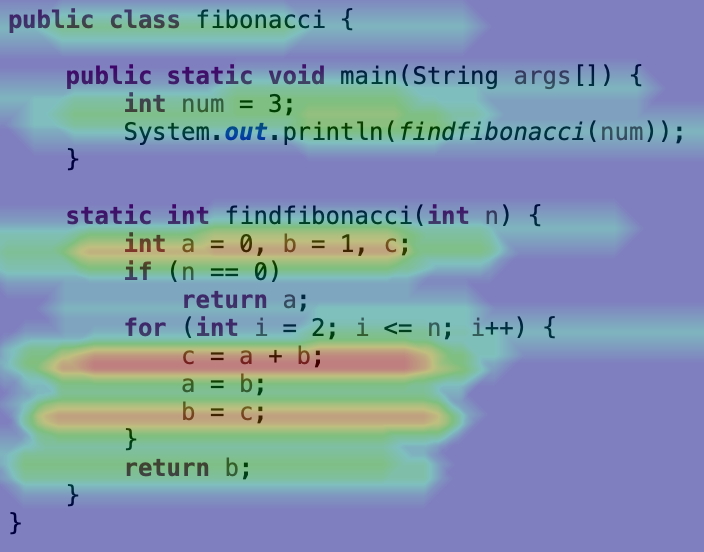 public class fibonacci {
public static void main(String args[]) {
int num = 3;
System.out.println(findfibonacci(num));
}
static int findfibonacci(int n) {
int a = 0, b = 1, c;
if (n == 0)
return a;
for (int i = 2; i <= n; i++) {
c = a + b;
a = b;
b = c;
}
return b;
}
}